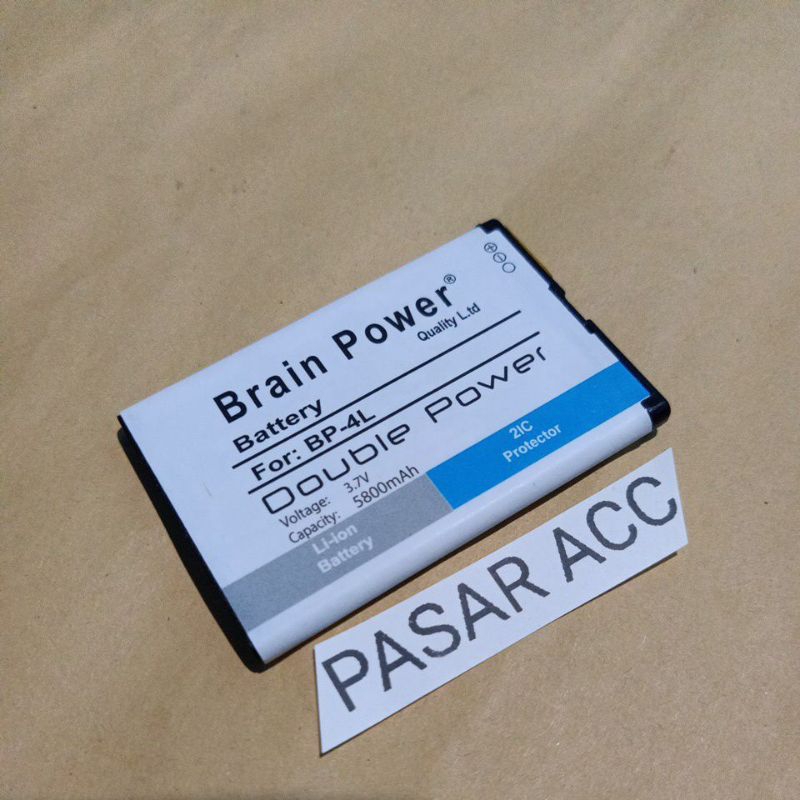 Brain Power®
Quality L.td
Battery
For: BP-4L
Double Power
Voltage: 3.7V
Capacity: 5800mAh
Li-ion
Battery
2IC
Protector
PASAR ACC